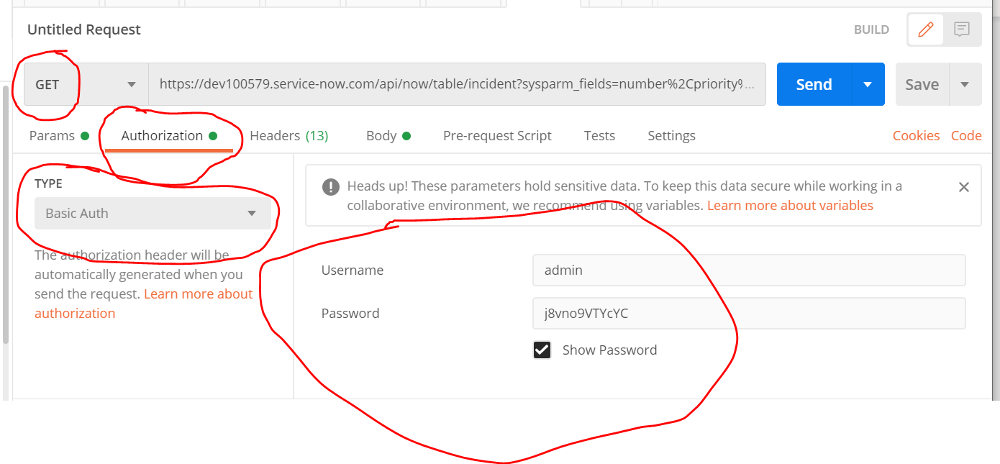 Untitled Request
BUILD
GET
https://dev100579.service-now.com/api/now/table/incident?sysparm_fields=number%2Cpriority%...
Send
Save
Params
Authorization
Headers (13)
Body
Pre-request Script
Tests
Settings
Cookies
Code
TYPE
Basic Auth
The authorization header will be
automatically generated when you
send the request. Learn more about
authorization
Heads up! These parameters hold sensitive data. To keep this data secure while working in a
collaborative environment, we recommend using variables. Learn more about variables
Username
admin
Password
j8vno9VTYcYC
Show Password